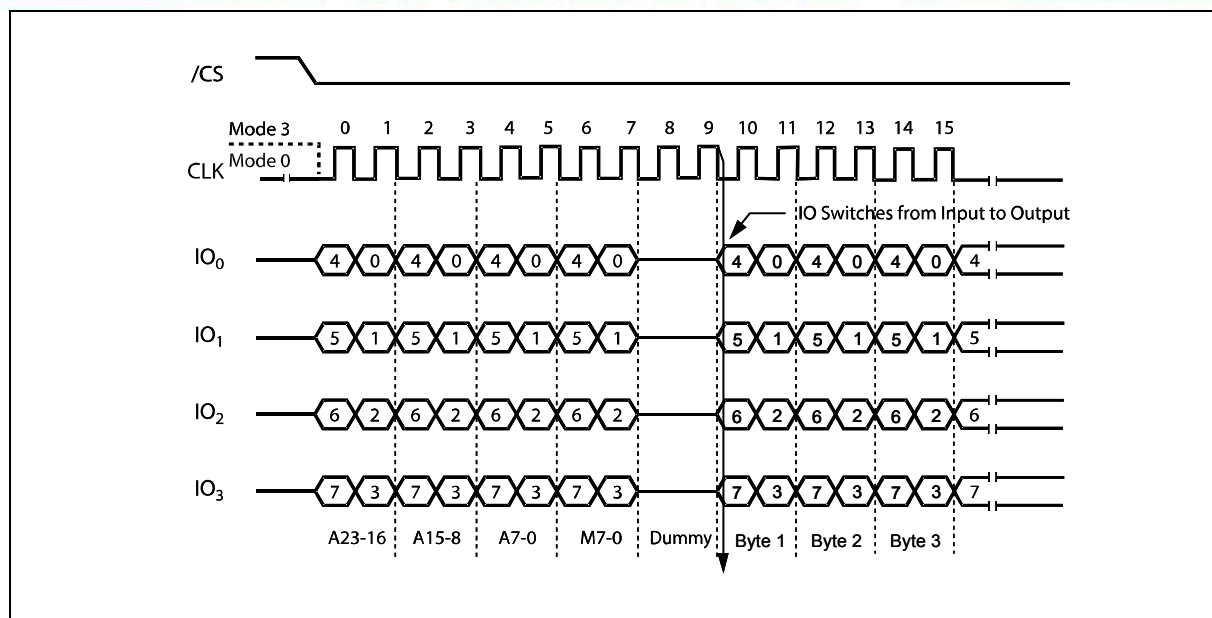 /CS
Mode 3 0 1 2 3 4 5 6 7 8 9 10 11 12 13 14 15
CLK Mode 0
IO Switches from Input to Output
IO0 4 0 4 0 4 0 4 0 4 0 4 0 4 0 4
IO1 5 1 5 1 5 1 5 1 5 1 5 1 5 1 5
IO2 6 2 6 2 6 2 6 2 6 2 6 2 6 2 6
IO3 7 3 7 3 7 3 7 3 7 3 7 3 7 3 7
A23-16 A15-8 A7-0 M7-0 Dummy Byte 1 Byte 2 Byte 3